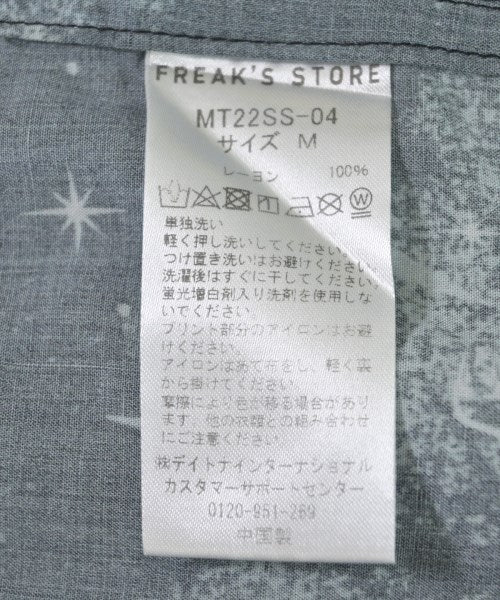 FREAK'S STORE
MT22SS-04
サイズ M
レーヨン 100%
単独洗い
軽く押し洗いしてください。
つけ置き洗いはお避けください。
洗濯後はすぐに干してください。
蛍光増白剤入り洗剤を使用しな
いでください。
プリント部分のアイロンはお避
けください。
アイロンはあて布をし、軽く裏
から掛けてください。
摩擦により色が移る場合があり
ます。他の衣類との組み合わせ
にご注意ください。
㈱デイトナインターナショナル
カスタマーサポートセンター
0120-951-269
中国製